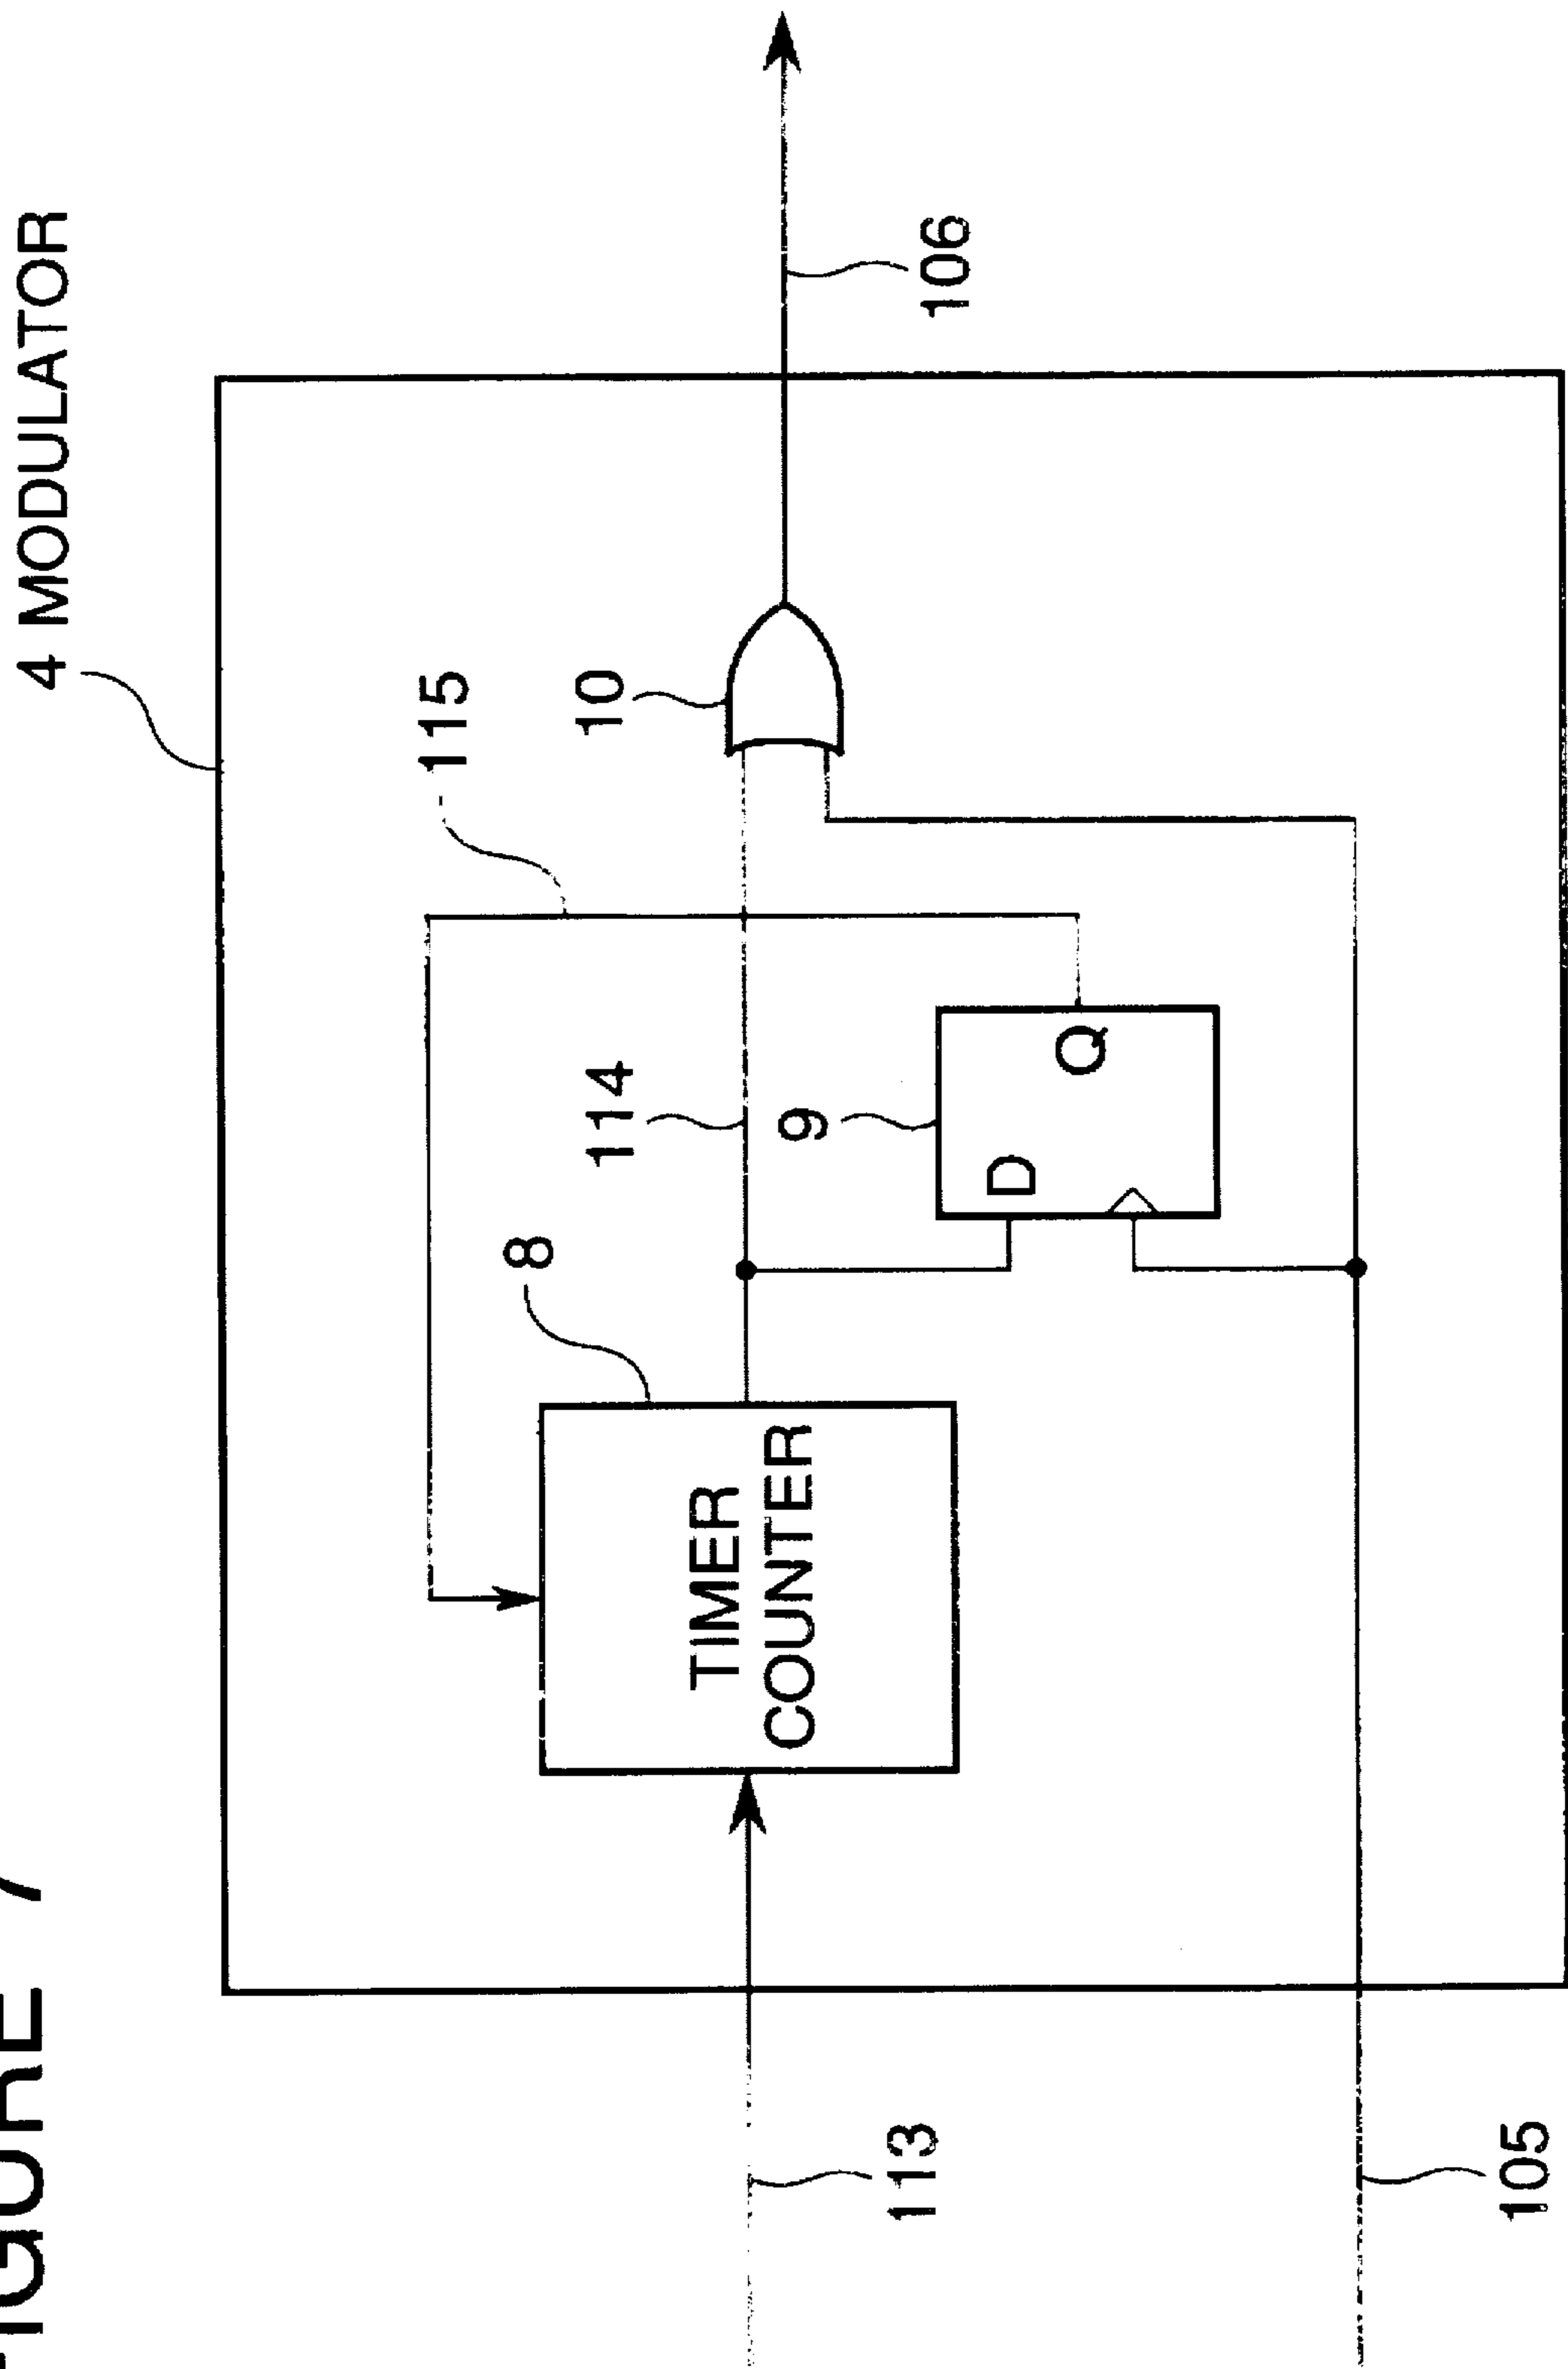 FIGURE 7
4 MODULATOR
115
10
114
8
9
D
Q
TIMER
COUNTER
106
113
105